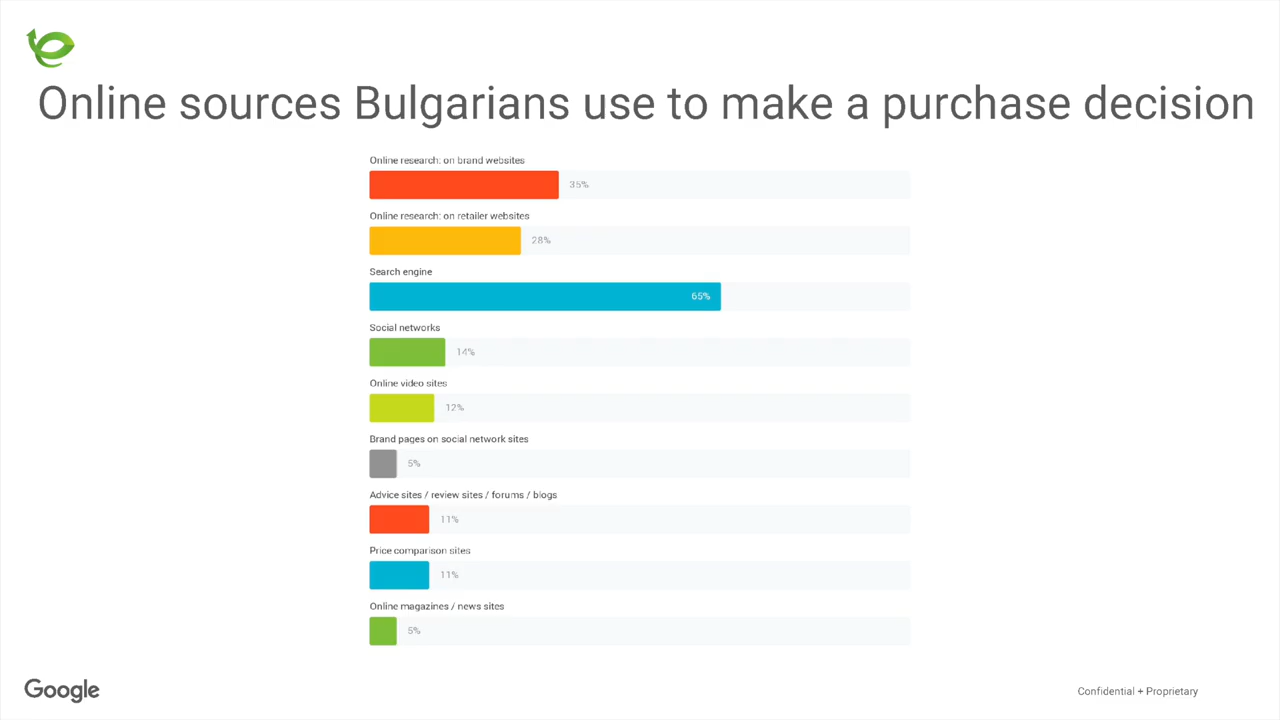 Online sources Bulgarians use to make a purchase decision
Online research: on brand websites
35%
Online research: on retailer websites
28%
Search engine
65%
Social networks
14%
Online video sites
12%
Brand pages on social network sites
5%
Advice sites / review sites / forums / blogs
11%
Price comparison sites
11%
Online magazines / news sites
5%
Google
Confidential + Proprietary